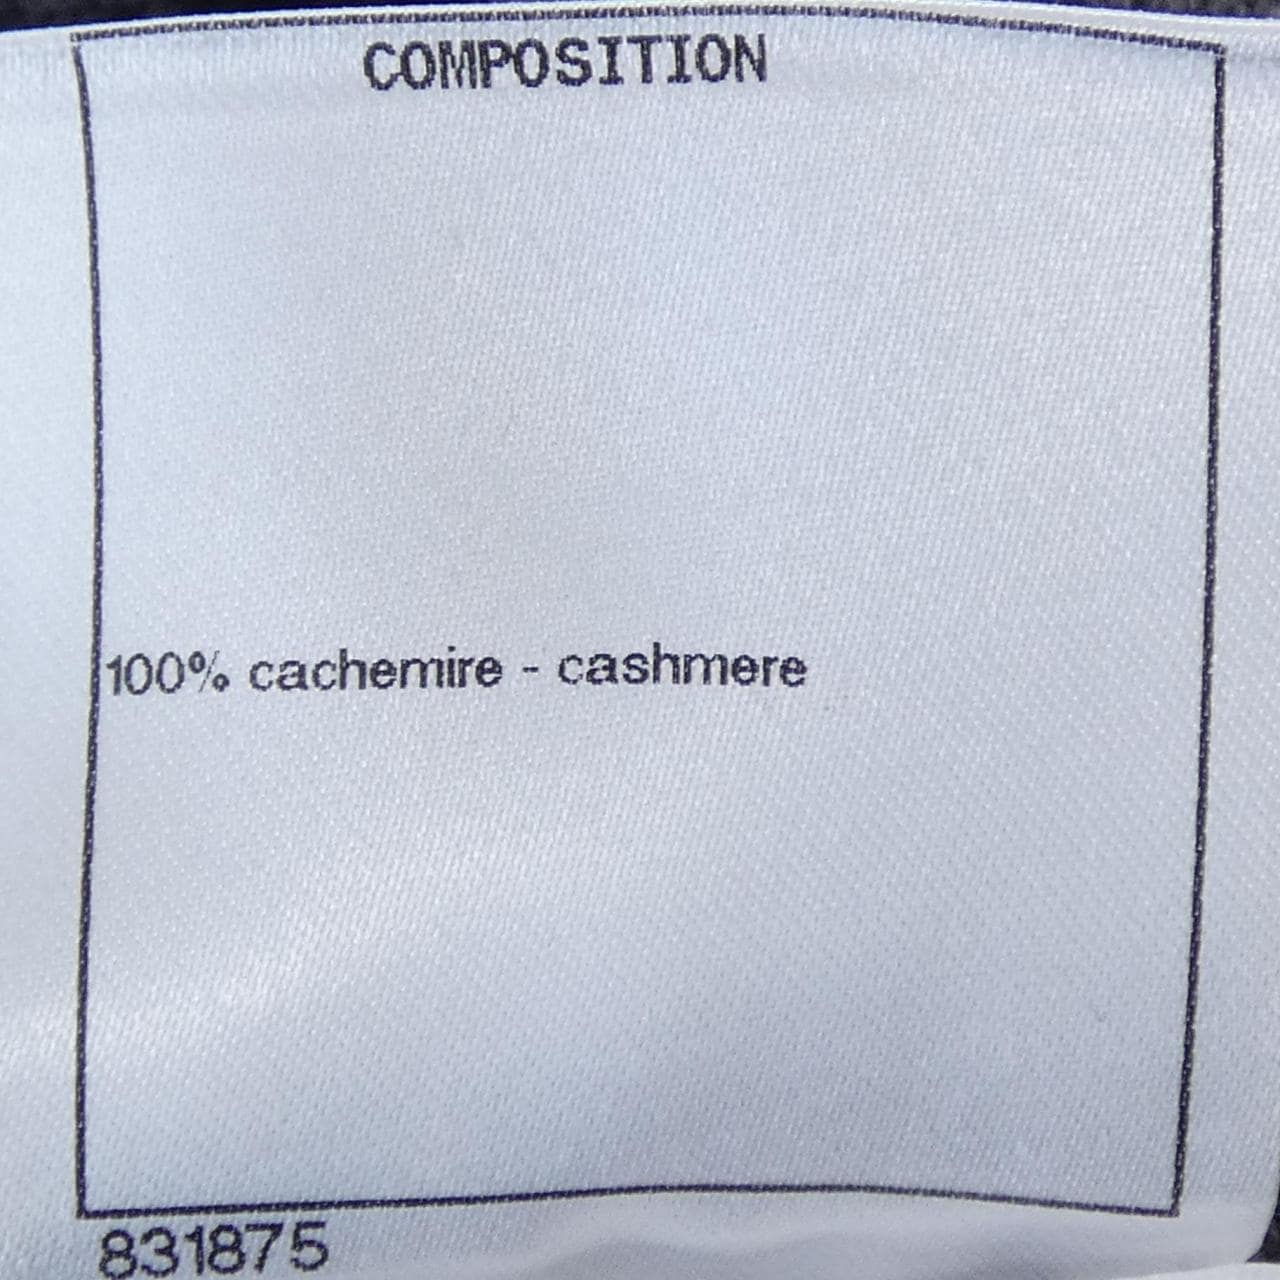 COMPOSITION
100% cachemire - cashmere
831875